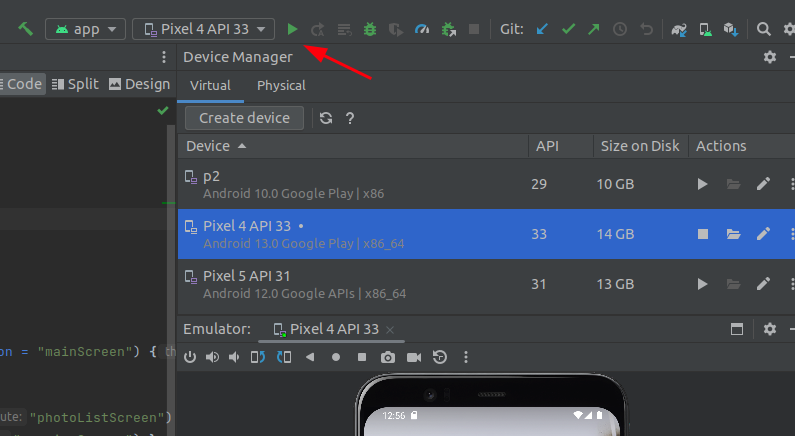 app Pixel 4 API 33 Git:
Device Manager
Code Split Design
Virtual Physical
Create device ?
Device API Size on Disk Actions
p2
Android 10.0 Google Play | x86
29 10 GB
Pixel 4 API 33 •
Android 13.0 Google Play | x86_64
33 14 GB
Pixel 5 API 31
Android 12.0 Google APIs | x86_64
31 13 GB
Emulator: Pixel 4 API 33
on = "mainScreen") {
ute: "photoListScreen")
12:56